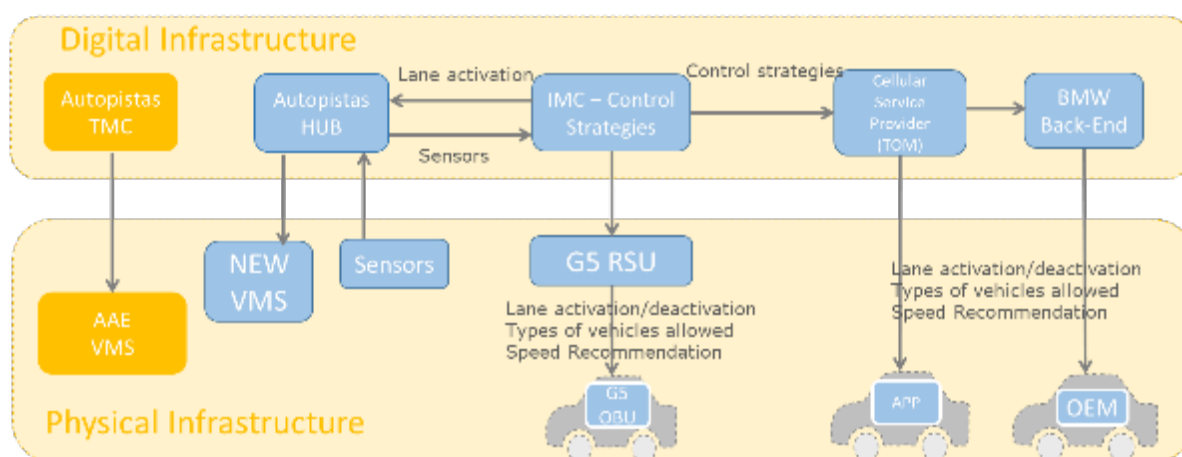 Digital Infrastructure
Autopistas
TMC
Autopistas
HUB
Lane activation
Sensors
IMC – Control
Strategies
Control strategies
Cellular
Service
Provider
(TOM)
BMW
Back-End
NEW
VMS
Sensors
G5 RSU
AAE
VMS
Lane activation/deactivation
Types of vehicles allowed
Speed Recommendation
Lane activation/deactivation
Types of vehicles allowed
Speed Recommendation
G5
OBU
APP
OEM
Physical Infrastructure